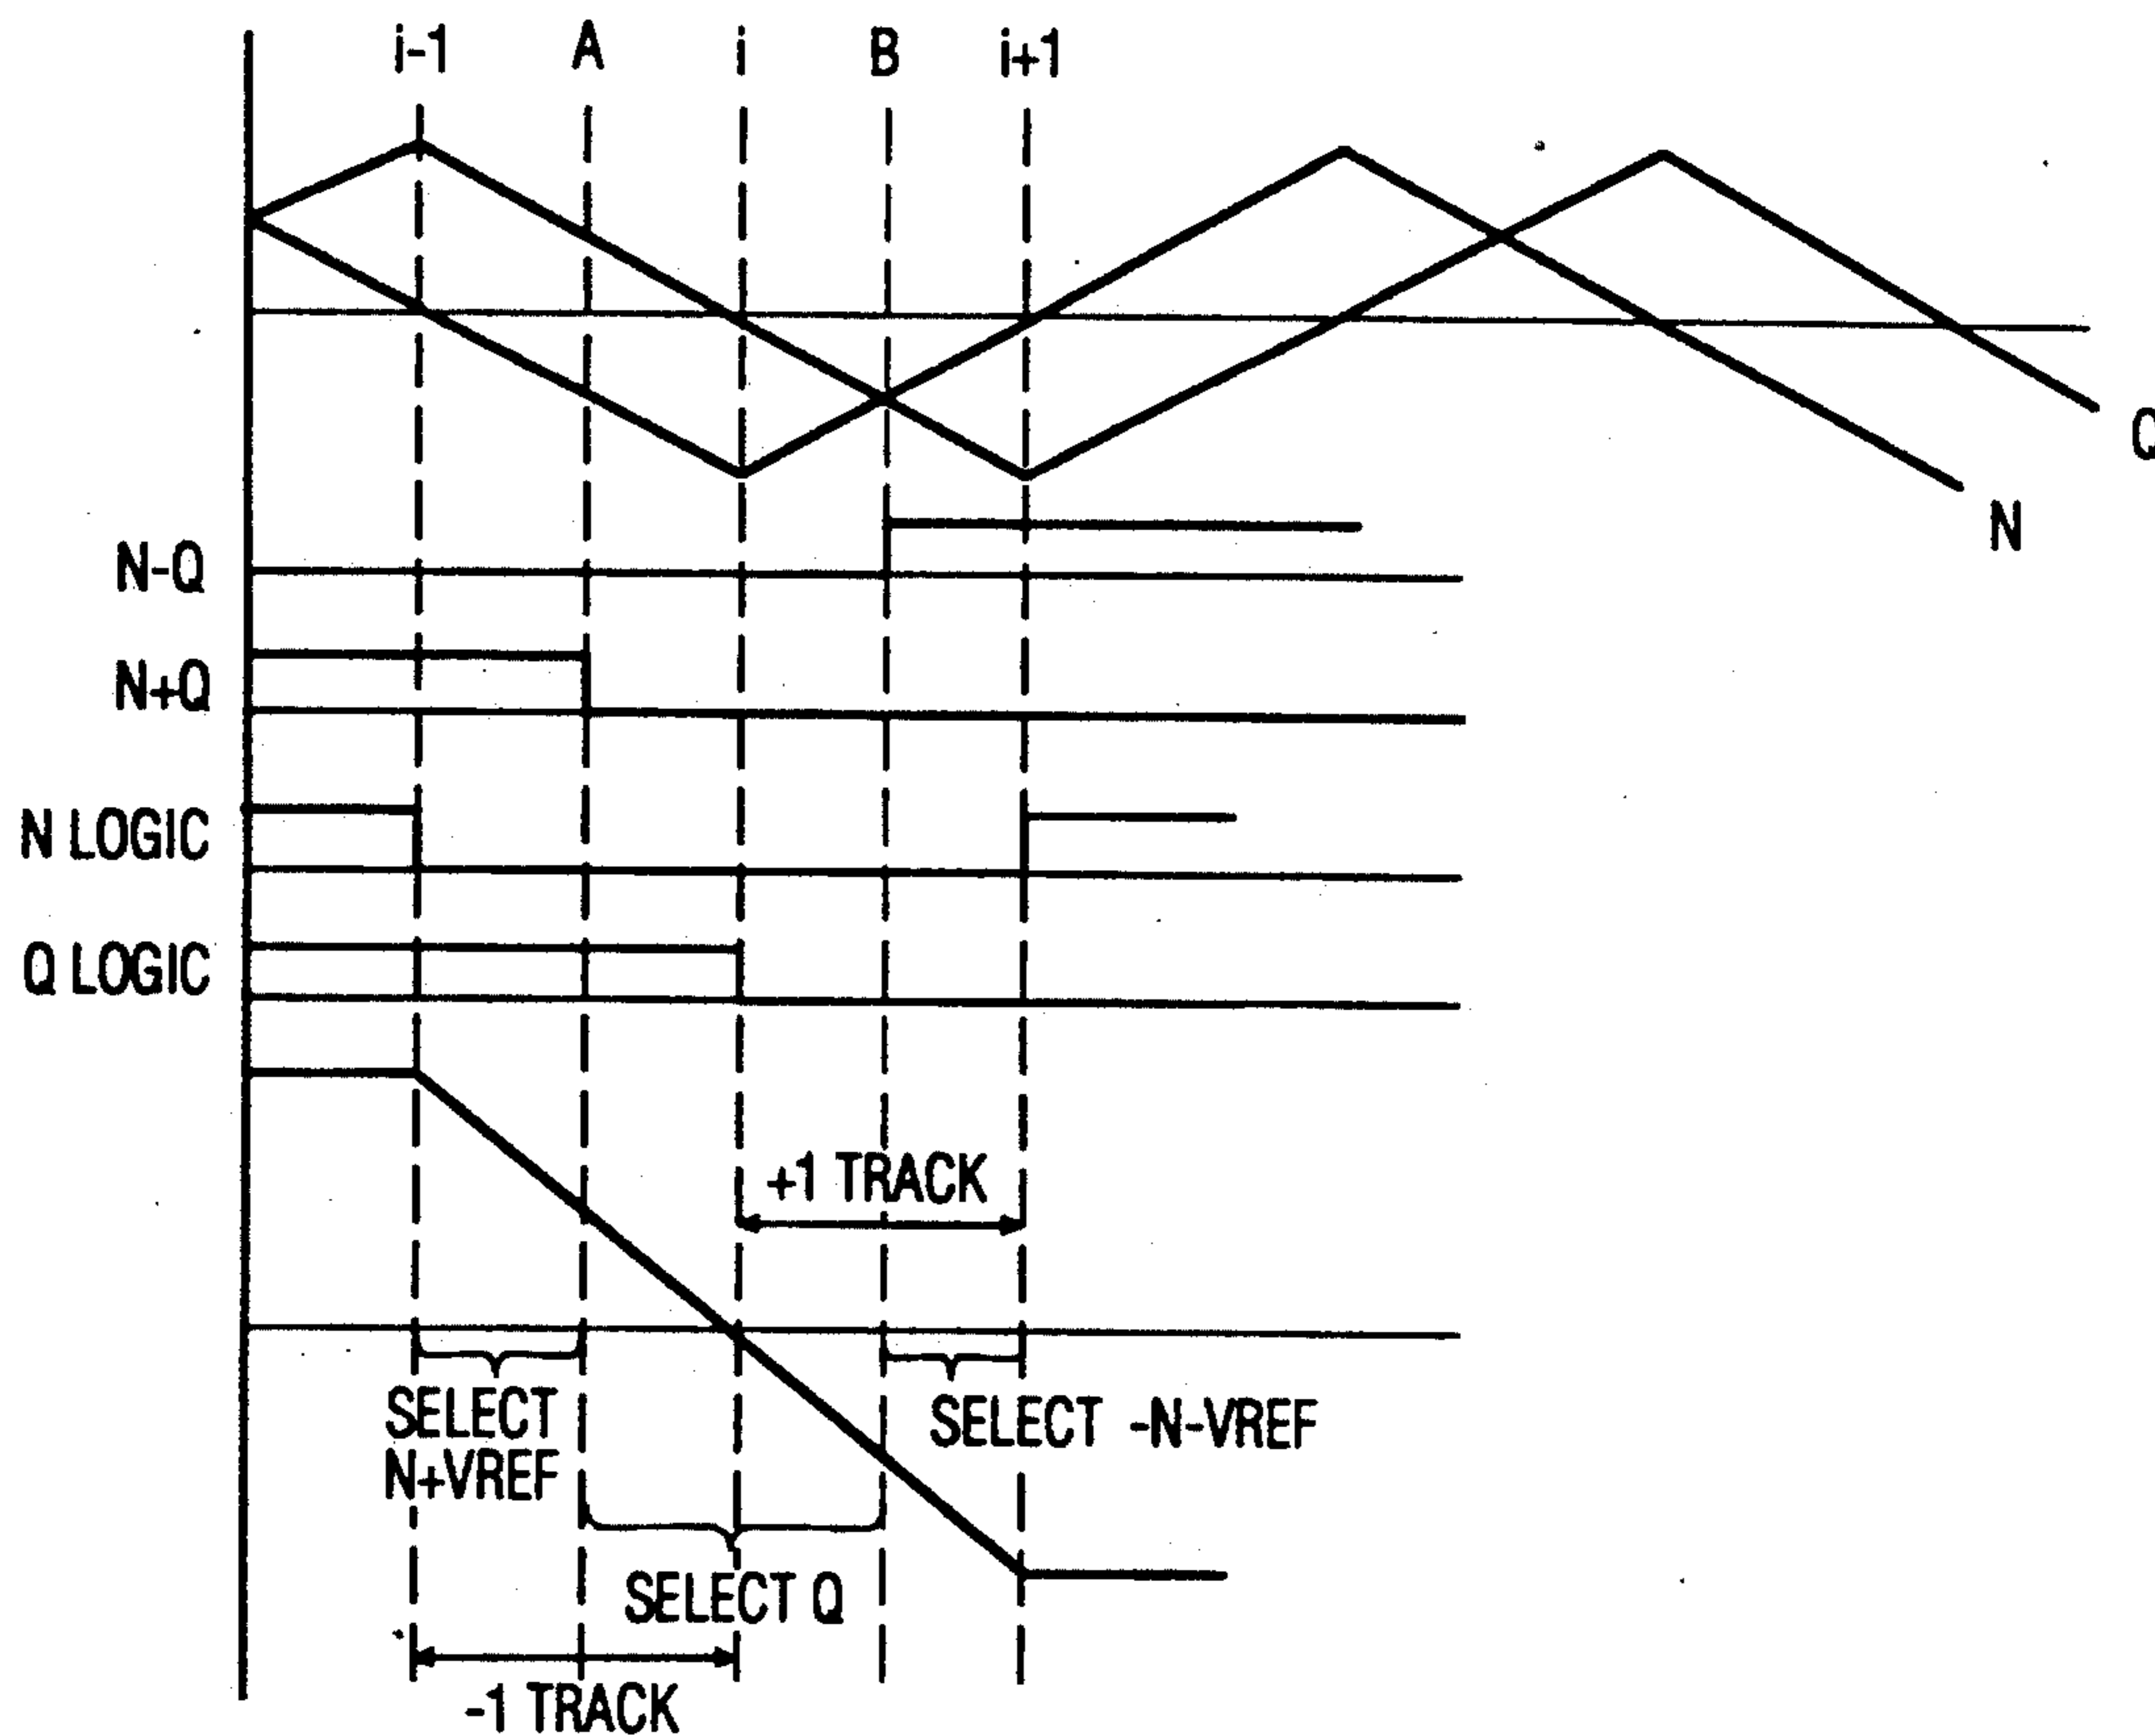 i-1 A i B i+1
Q
N
N-Q
N+Q
N LOGIC
Q LOGIC
+1 TRACK
SELECT
N+VREF
SELECT -N-VREF
SELECT Q
-1 TRACK